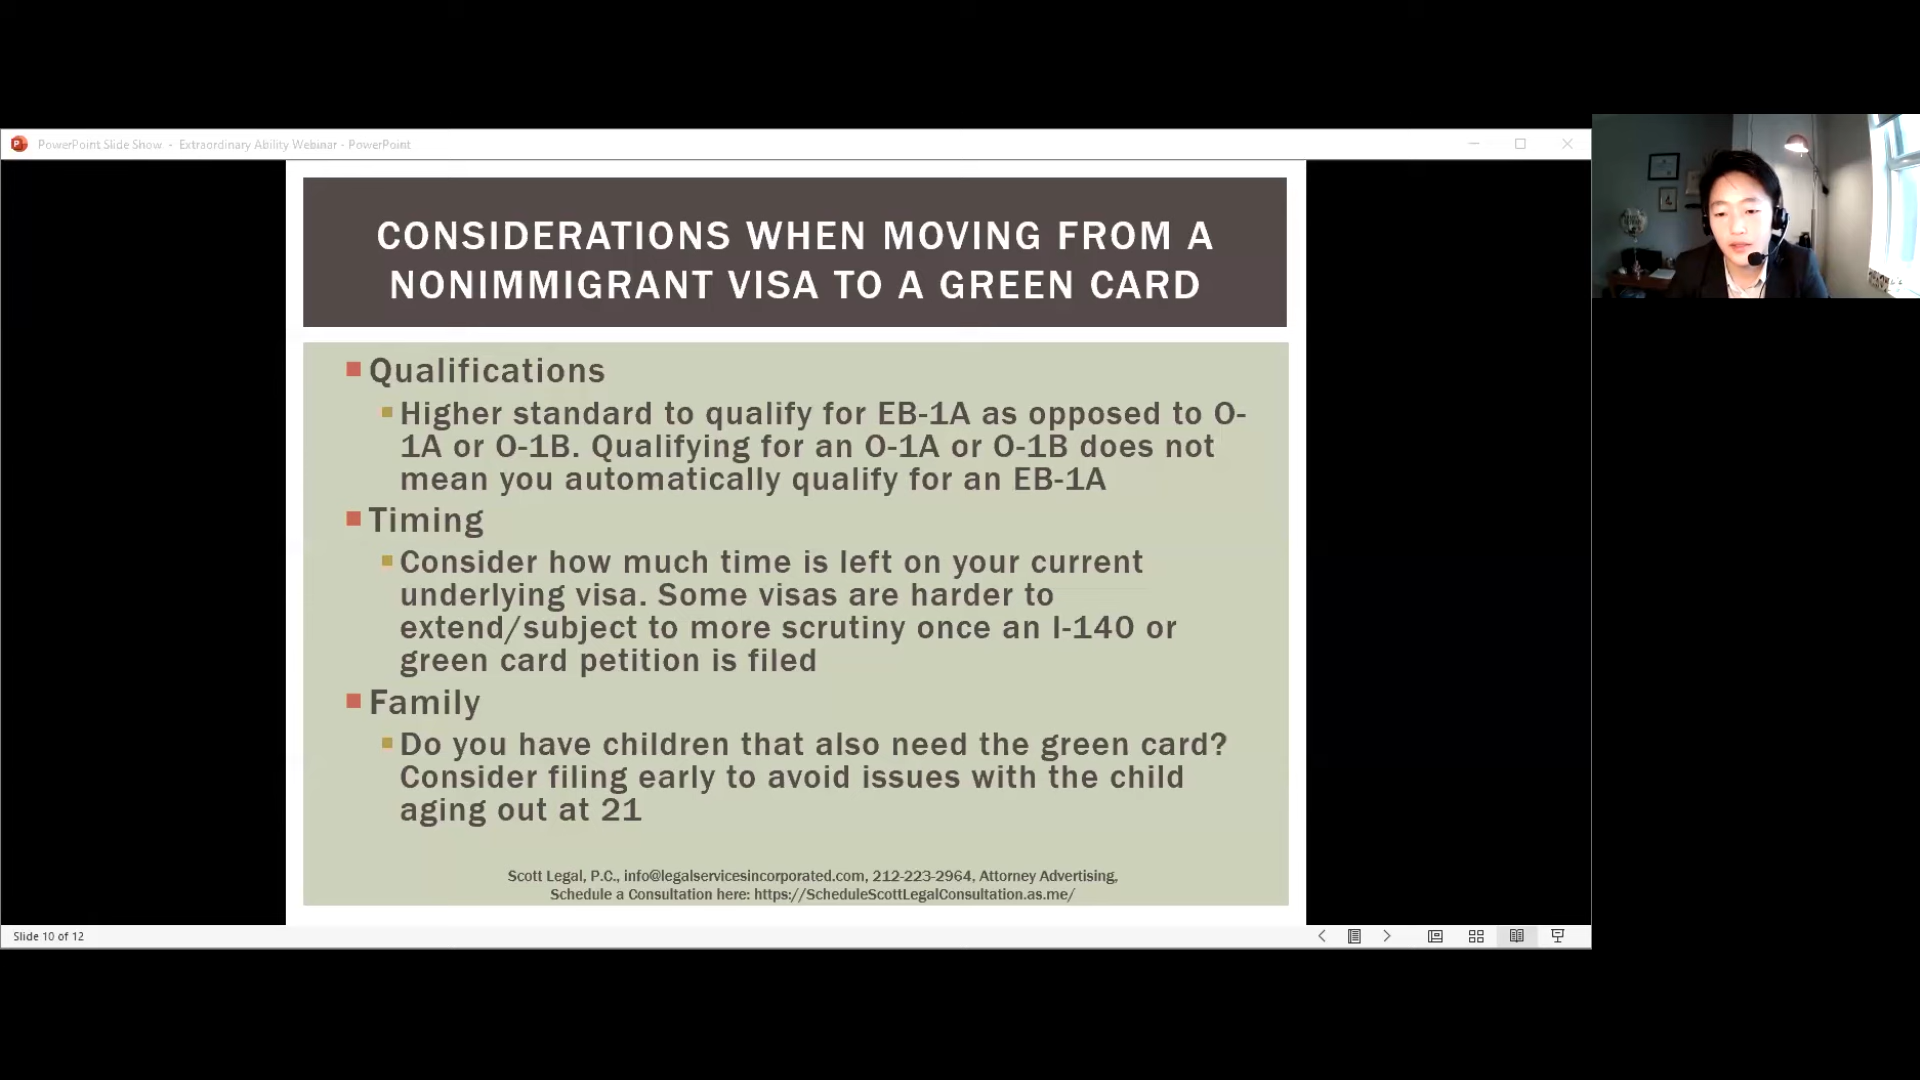 PowerPoint Slide Show - Extraordinary Ability Webinar - PowerPoint
CONSIDERATIONS WHEN MOVING FROM A
NONIMMIGRANT VISA TO A GREEN CARD
Qualifications
Higher standard to qualify for EB-1A as opposed to O-
1A or O-1B. Qualifying for an O-1A or O-1B does not
mean you automatically qualify for an EB-1A
Timing
Consider how much time is left on your current
underlying visa. Some visas are harder to
extend/subject to more scrutiny once an I-140 or
green card petition is filed
Family
Do you have children that also need the green card?
Consider filing early to avoid issues with the child
aging out at 21
Scott Legal, P.C., info@legalservicesincorporated.com, 212-223-2964, Attorney Advertising,
Schedule a Consultation here: https://ScheduleScottLegalConsultation.as.me/
Slide 10 of 12